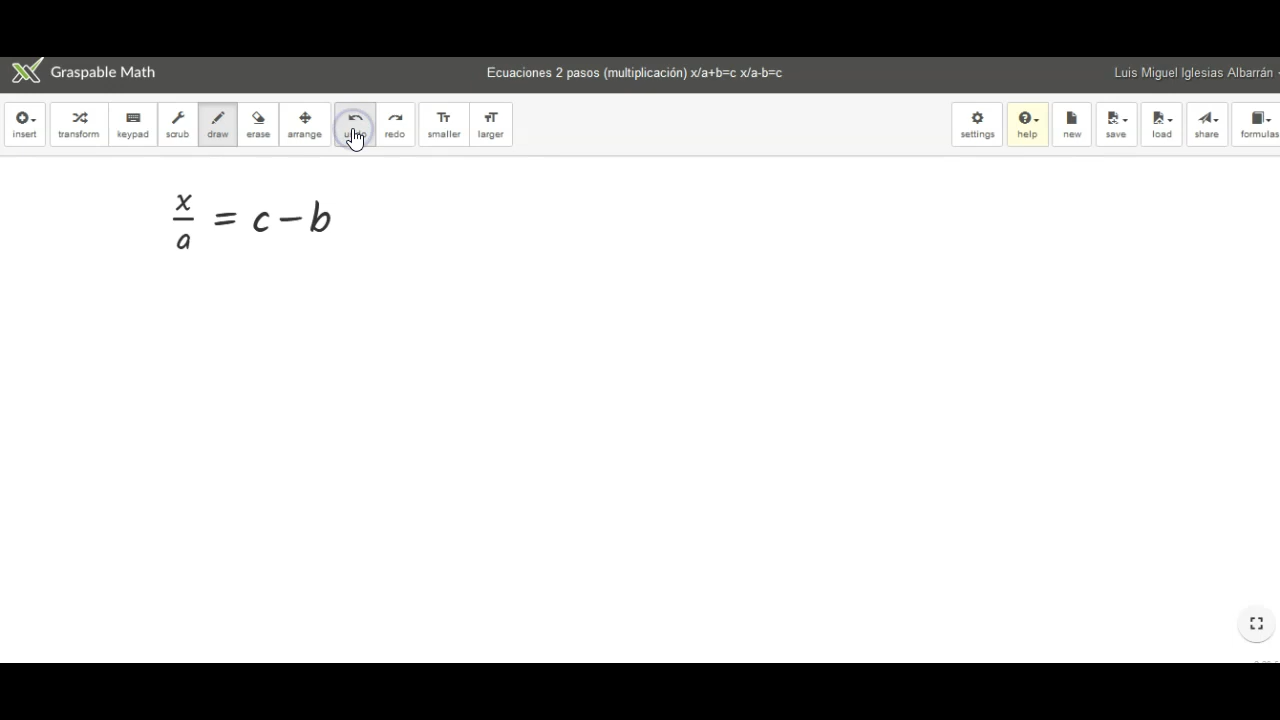 Graspable Math
Ecuaciones 2 pasos (multiplicación) x/a+b=c x/a-b=c
Luis Miguel Iglesias Albarrán
insert transform keypad scrub draw erase arrange undo redo smaller larger settings help new save load share formulas
x/a = c − b